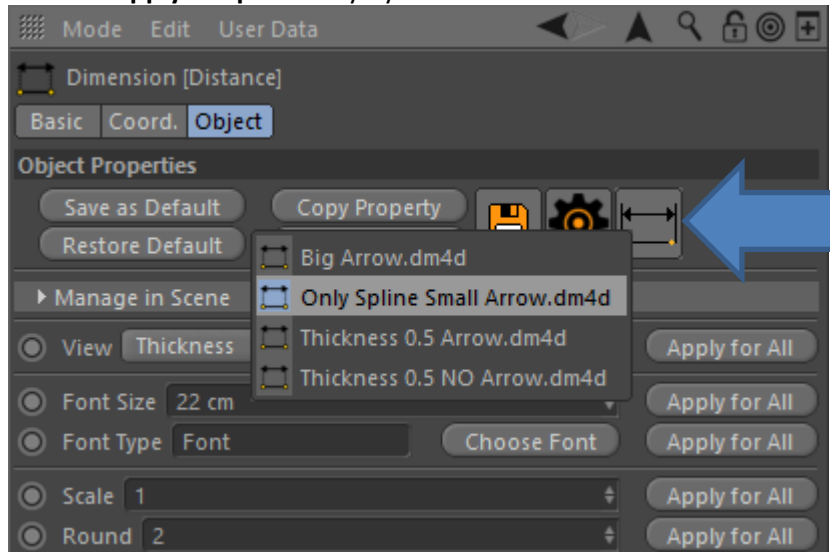 Mode Edit User Data
Dimension [Distance]
Basic Coord. Object
Object Properties
Save as Default Copy Property
Restore Default
Big Arrow.dm4d
Manage in Scene Only Spline Small Arrow.dm4d
View Thickness Thickness 0.5 Arrow.dm4d Apply for All
Thickness 0.5 NO Arrow.dm4d
Font Size 22 cm Apply for All
Font Type Font Choose Font Apply for All
Scale 1 Apply for All
Round 2 Apply for All